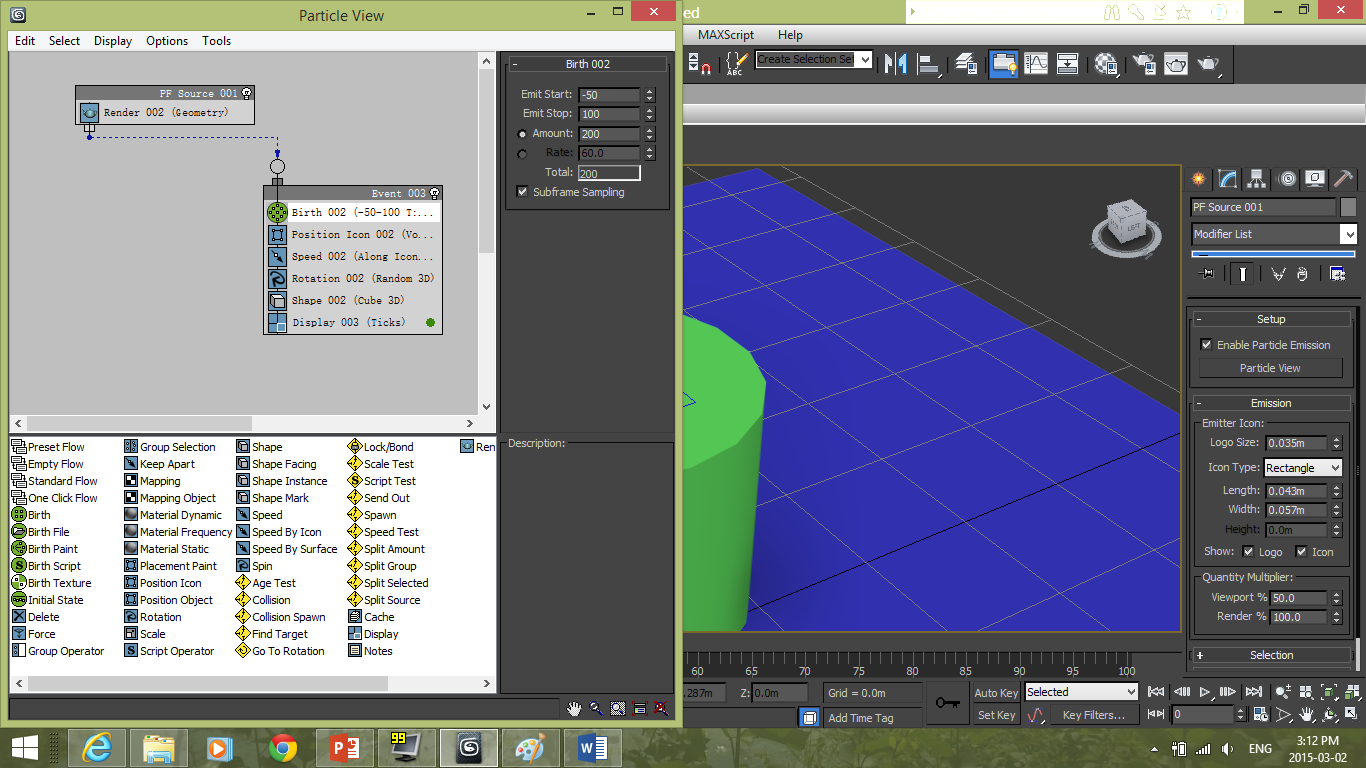 Particle View
ed
Edit Select Display Options Tools
MAXScript Help
Create Selection Set
ABC
PF Source 001
Render 002 (Geometry)
Event 003
Birth 002 (-50-100 T:...
Position Icon 002 (Vo...
Speed 002 (Along Icon...
Rotation 002 (Random 3D)
Shape 002 (Cube 3D)
Display 003 (Ticks)
- Birth 002
Emit Start: -50
Emit Stop: 100
Amount: 200
Rate: 60.0
Total: 200
Subframe Sampling
LEFT
PF Source 001
Modifier List
- Setup
Enable Particle Emission
Particle View
- Emission
Emitter Icon:
Logo Size: 0.035m
Icon Type: Rectangle
Length: 0.043m
Width: 0.057m
Height: 0.0m
Show: Logo Icon
Quantity Multiplier:
Viewport % 50.0
Render % 100.0
+ Selection
Preset Flow Group Selection Shape Lock/Bond Ren
Empty Flow Keep Apart Shape Facing Scale Test
Standard Flow Mapping Shape Instance Script Test
One Click Flow Mapping Object Shape Mark Send Out
Birth Material Dynamic Speed Spawn
Birth File Material Frequency Speed By Icon Speed Test
Birth Paint Material Static Speed By Surface Split Amount
Birth Script Placement Paint Spin Split Group
Birth Texture Position Icon Age Test Split Selected
Initial State Position Object Collision Split Source
Delete Rotation Collision Spawn Cache
Force Scale Find Target Display
Group Operator Script Operator Go To Rotation Notes
Description:
60 65 70 75 80 85 90 95 100
.287m Z: 0.0m Grid = 0.0m Auto Key Selected
Add Time Tag Set Key Key Filters... 0
99
ENG
3:12 PM
2015-03-02